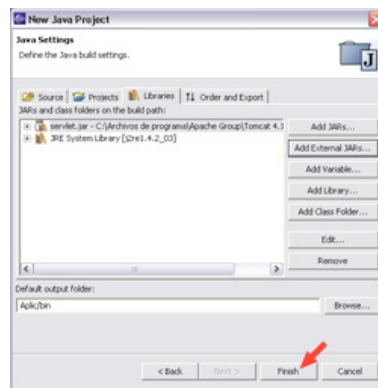 New Java Project
Java Settings
Define the Java build settings.
Source Projects Libraries Order and Export
JARs and class folders on the build path:
servlet.jar - C:\Archivos de programa\Apache Group\Tomcat 4.1
JRE System Library [j2re1.4.2_03]
Add JARs...
Add External JARs...
Add Variable...
Add Library...
Add Class Folder...
Edit...
Remove
Default output folder:
Aplic/bin
Browse...
< Back Next > Finish Cancel